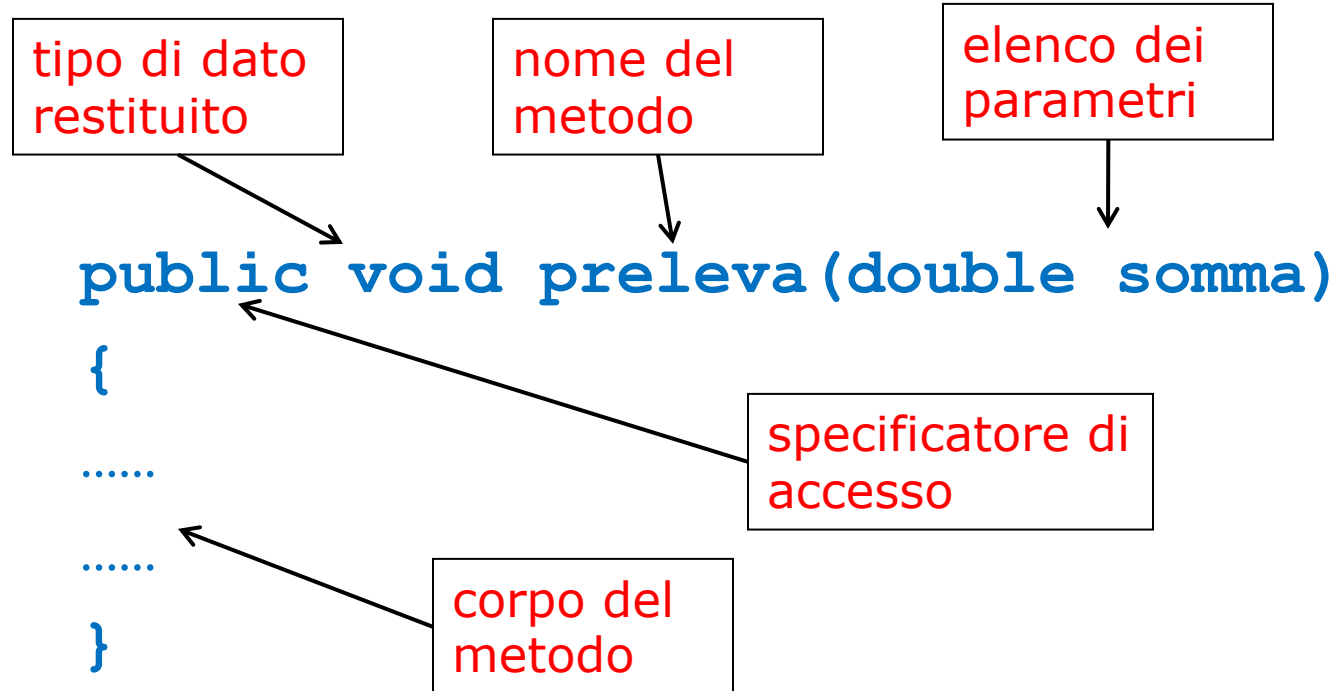 tipo di dato
restituito
nome del
metodo
elenco dei
parametri
public void preleva(double somma)
{
specificatore di
accesso
……
……
corpo del
metodo
}